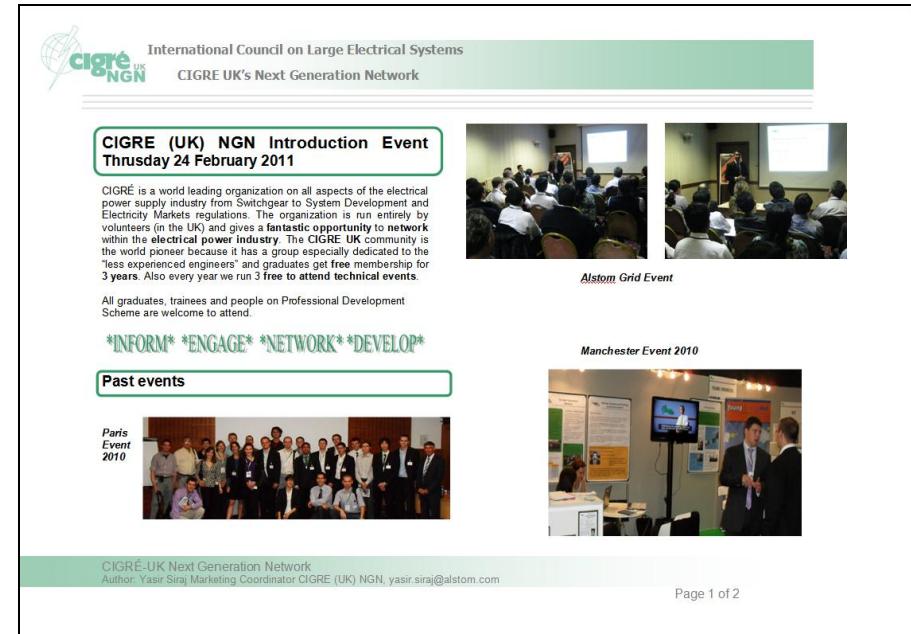 cigré UK
NGN
International Council on Large Electrical Systems
CIGRE UK's Next Generation Network
CIGRE (UK) NGN Introduction Event
Thrusday 24 February 2011
CIGRÉ is a world leading organization on all aspects of the electrical
power supply industry from Switchgear to System Development and
Electricity Markets regulations. The organization is run entirely by
volunteers (in the UK) and gives a fantastic opportunity to network
within the electrical power industry. The CIGRE UK community is
the world pioneer because it has a group especially dedicated to the
"less experienced engineers" and graduates get free membership for
3 years. Also every year we run 3 free to attend technical events.
All graduates, trainees and people on Professional Development
Scheme are welcome to attend.
*INFORM* *ENGAGE* *NETWORK* *DEVELOP*
Past events
Paris
Event
2010
Alstom Grid Event
Manchester Event 2010
CIGRÉ-UK Next Generation Network
Author: Yasir Siraj Marketing Coordinator CIGRE (UK) NGN, yasir.siraj@alstom.com
Page 1 of 2